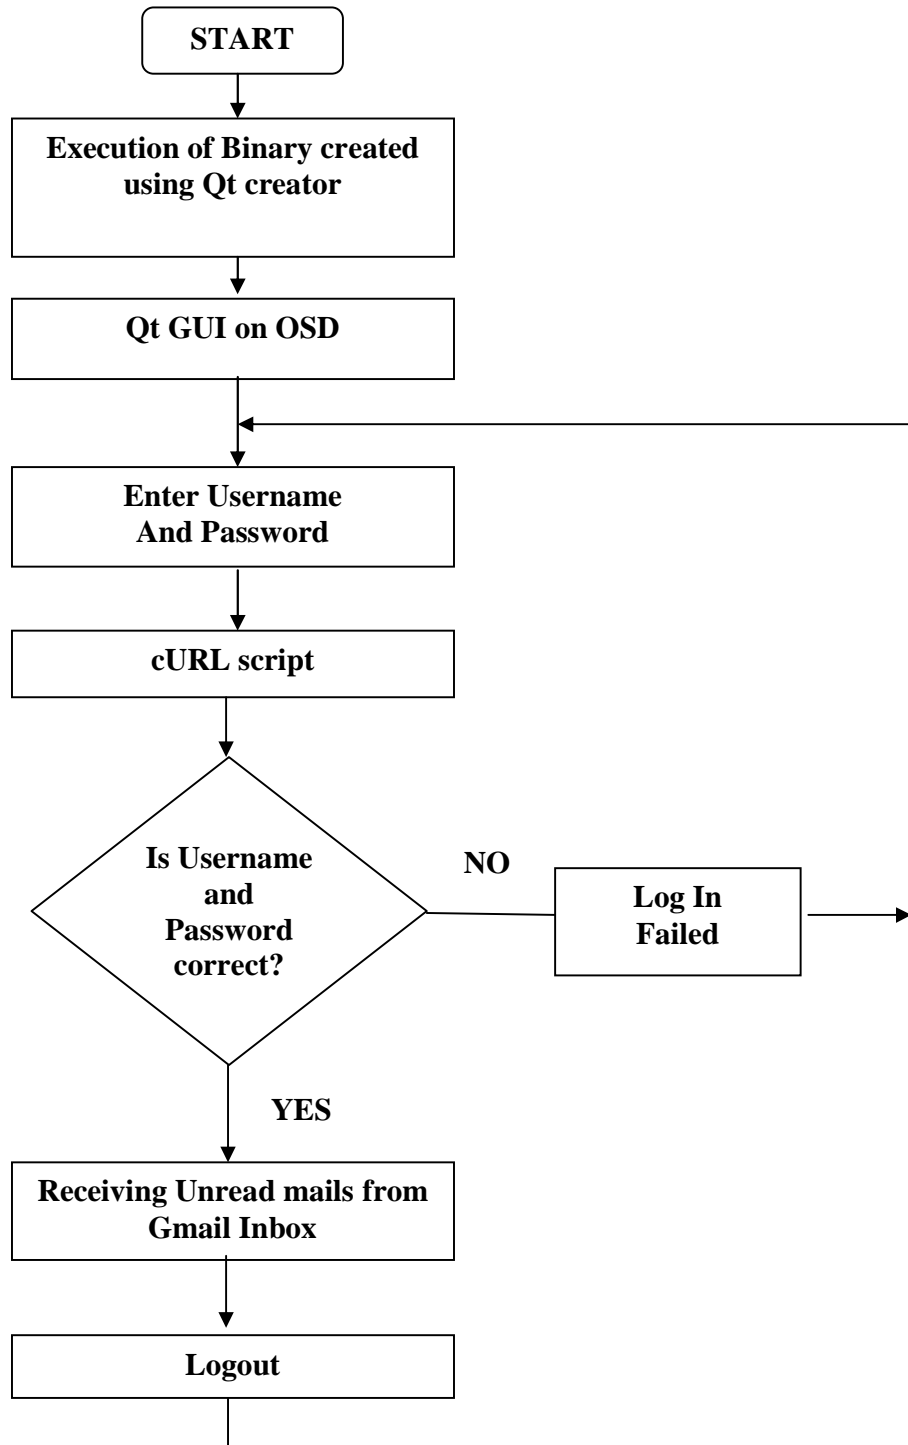 START
Execution of Binary created
using Qt creator
Qt GUI on OSD
Enter Username
And Password
cURL script
Is Username
and
Password
correct?
NO
Log In
Failed
YES
Receiving Unread mails from
Gmail Inbox
Logout